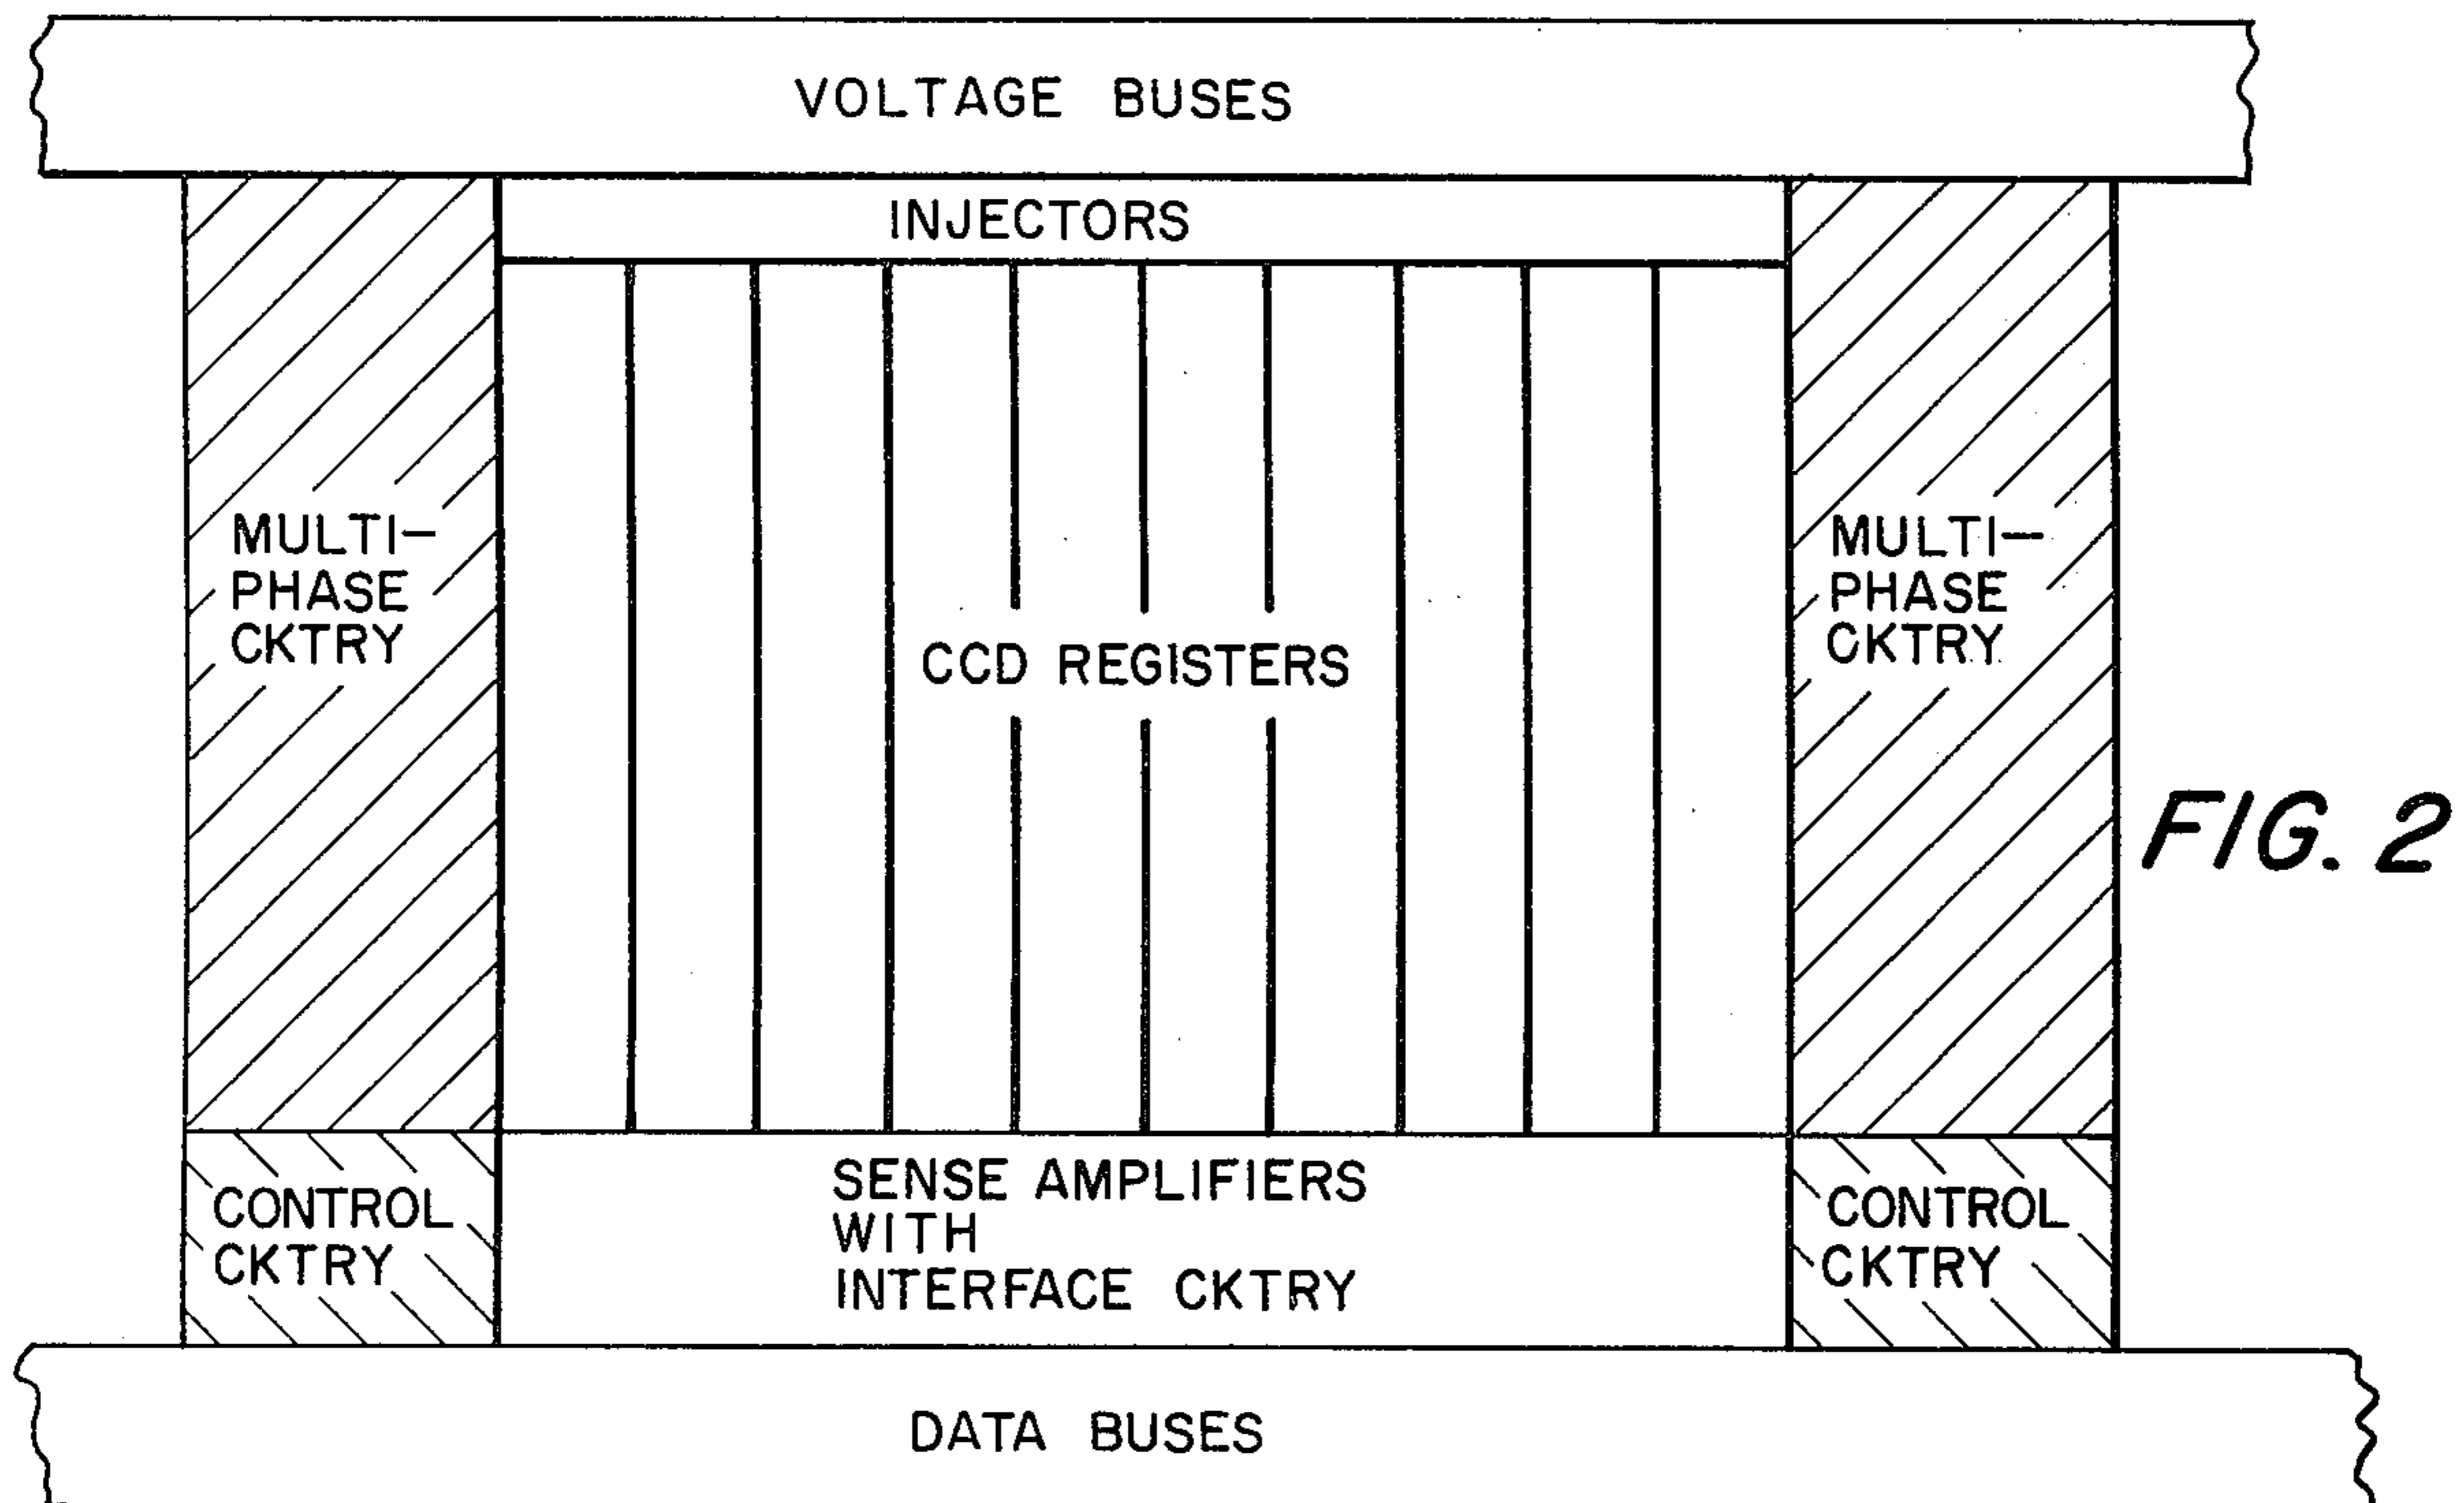 VOLTAGE BUSES
INJECTORS
MULTI-
PHASE
CKTRY
CCD REGISTERS
MULTI-
PHASE
CKTRY
FIG. 2
CONTROL
CKTRY
SENSE AMPLIFIERS
WITH
INTERFACE CKTRY
CONTROL
CKTRY
DATA BUSES